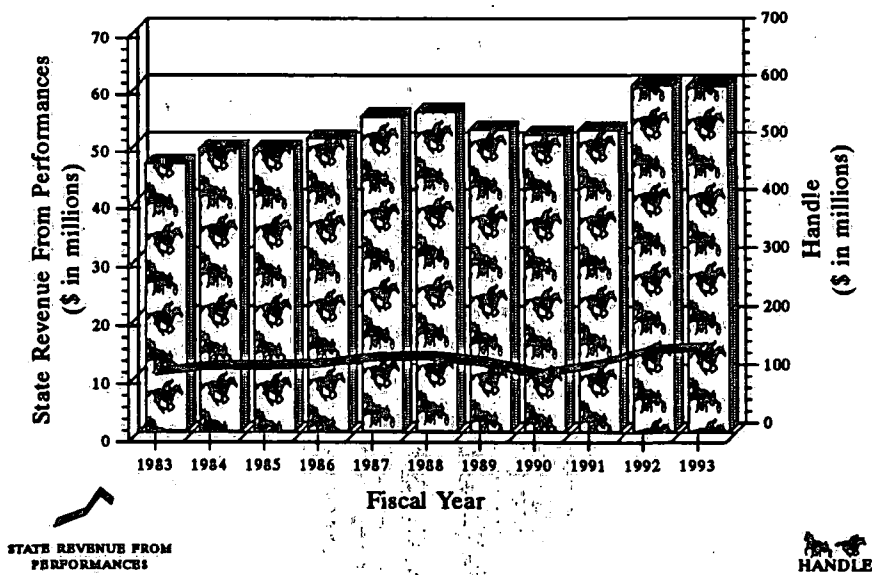 State Revenue From Performances
($ in millions)
70
60
50
40
30
20
10
0
700
600
500
400
300
200
100
0
Handle
($ in millions)
1983 1984 1985 1986 1987 1988 1989 1990 1991 1992 1993
Fiscal Year
STATE REVENUE FROM
PERFORMANCES
HANDLE